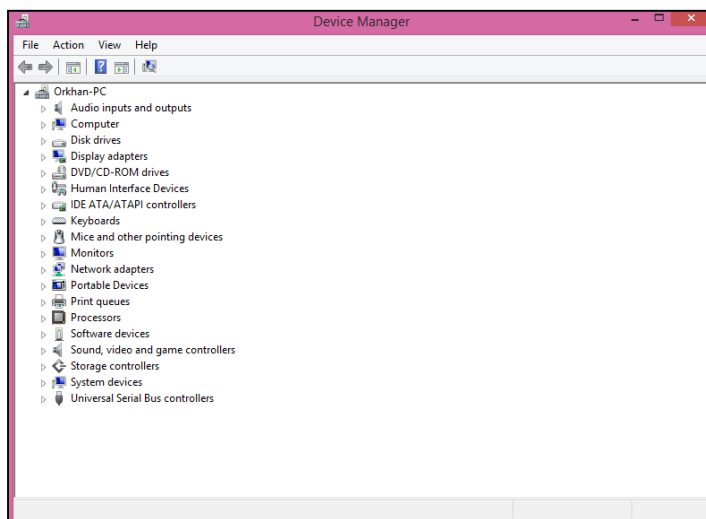 Device Manager
File Action View Help
Orkhan-PC
Audio inputs and outputs
Computer
Disk drives
Display adapters
DVD/CD-ROM drives
Human Interface Devices
IDE ATA/ATAPI controllers
Keyboards
Mice and other pointing devices
Monitors
Network adapters
Portable Devices
Print queues
Processors
Software devices
Sound, video and game controllers
Storage controllers
System devices
Universal Serial Bus controllers